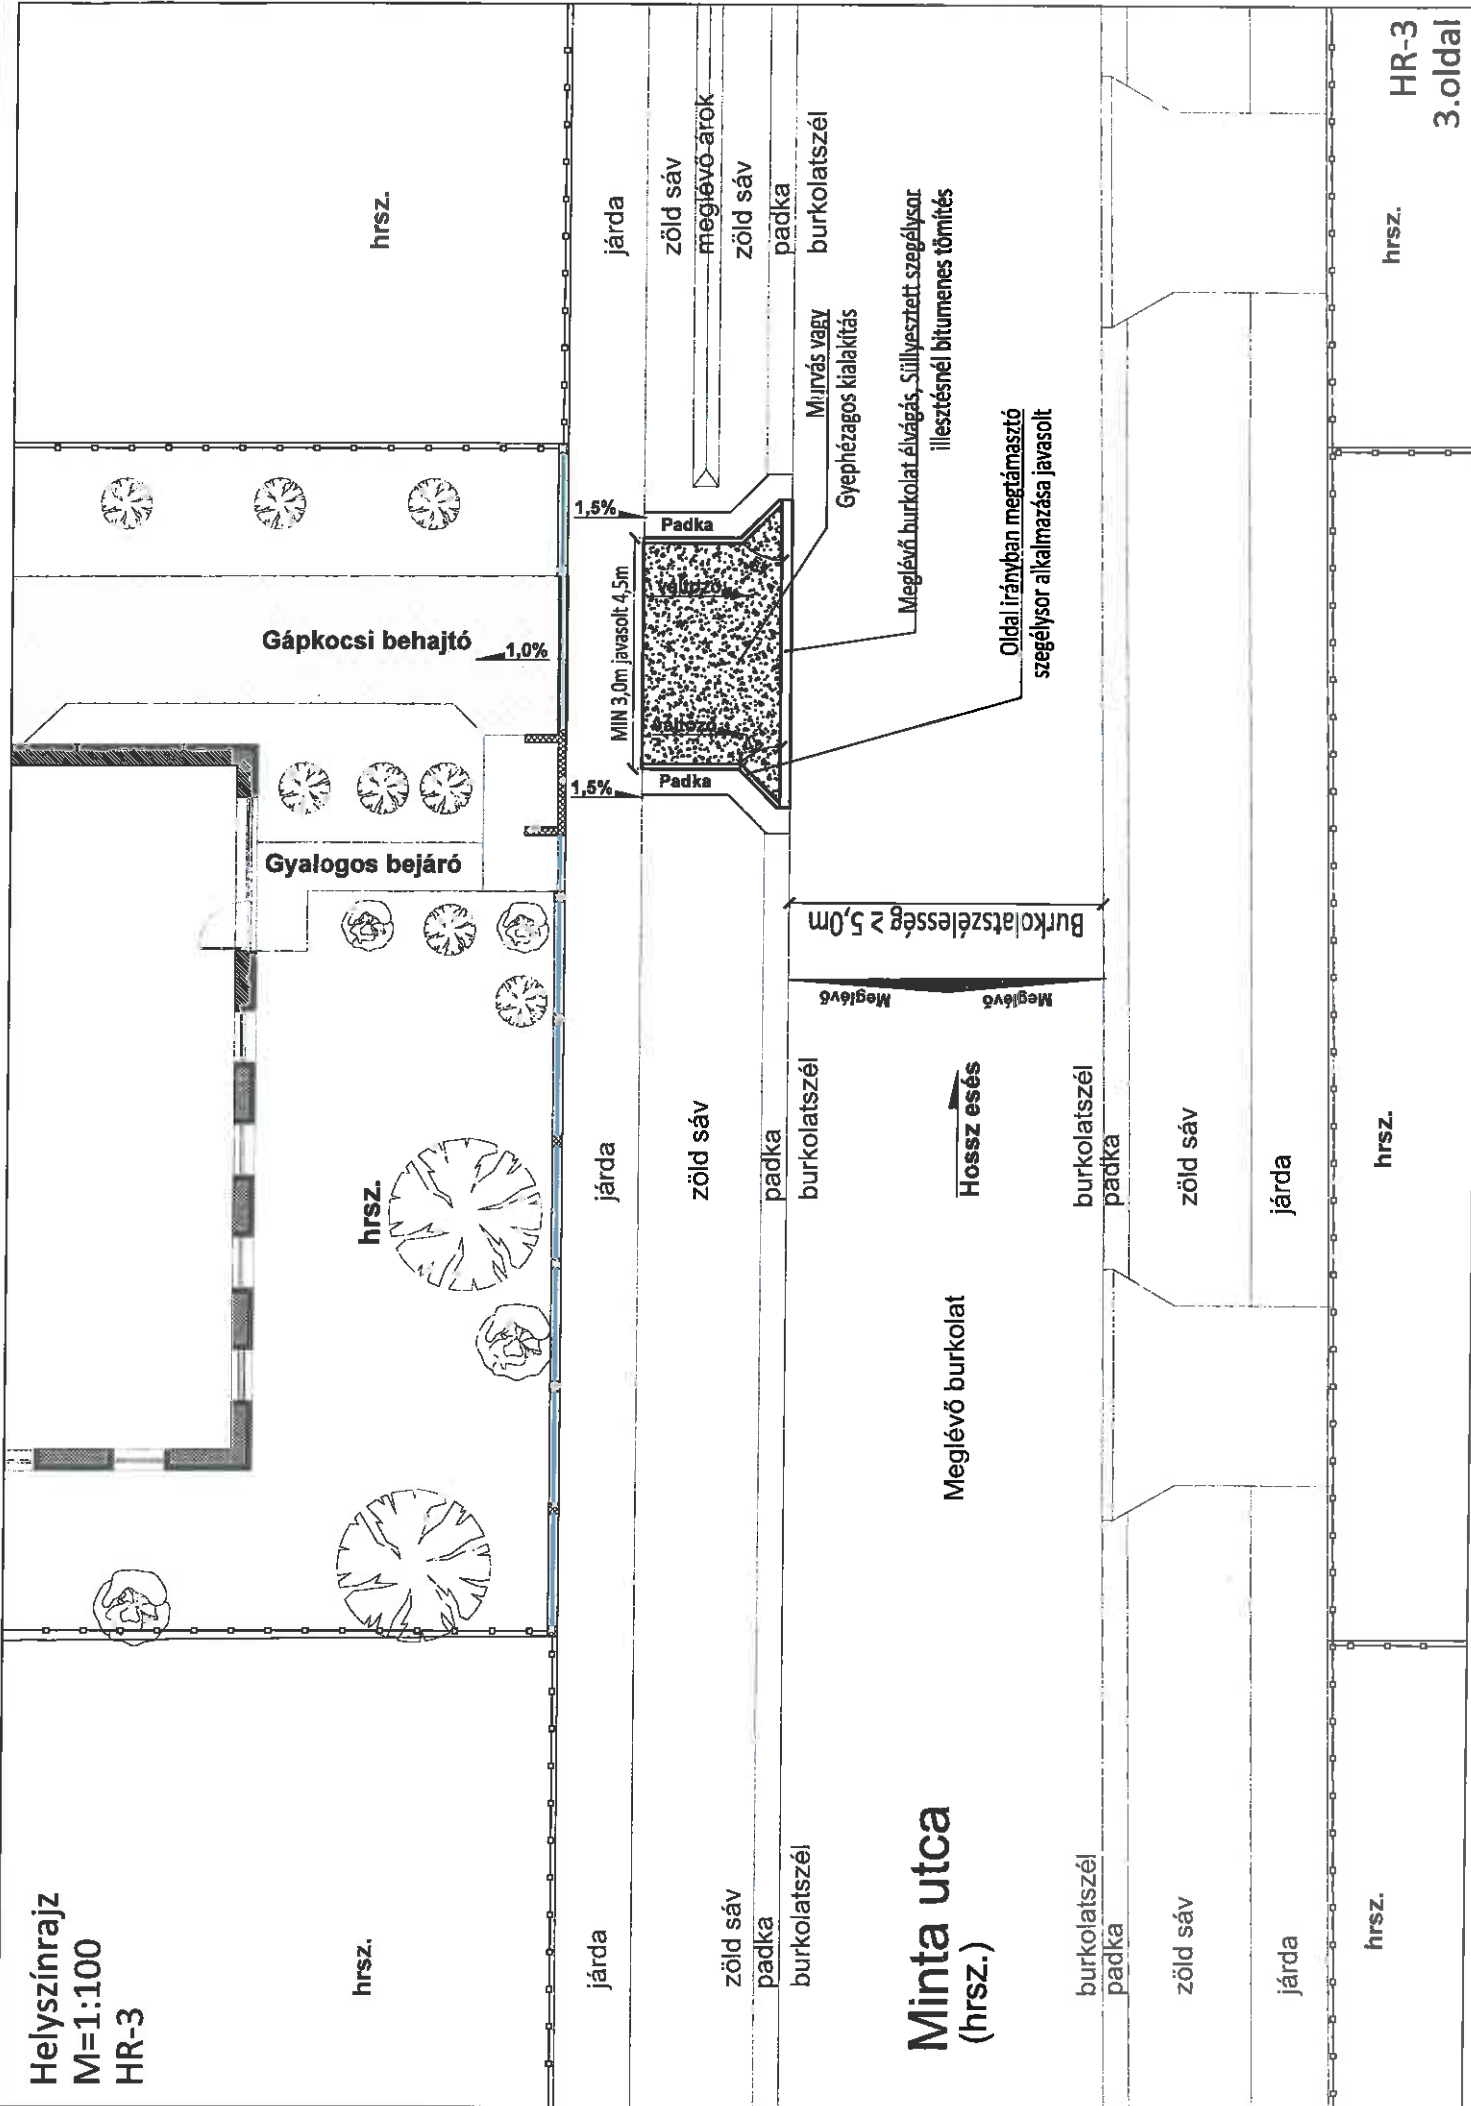 Helyszínrajz
M=1:100
HR-3
hrsz.
hrsz.
hrsz.
Gyalogos bejáró
Gápkocsi behajtó
1,0%
1,5%
1,5%
MIN 3,0m javasolt 4,5m
Padka
Padka
változó
változó
járda
zöld sáv
padka
burkolatszél
járda
zöld sáv
padka
burkolatszél
járda
zöld sáv
meglévő árok
zöld sáv
padka
burkolatszél
Murvás vagy
Gyephézagos kialakítás
Meglévő burkolat élvágás, Süllyesztett szegélysor
illesztésnél bitumenes tömítés
Oldal irányban megtámasztó
szegélysor alkalmazása javasolt
Burkolatszélesség ≥ 5,0m
Meglévő
Meglévő
Hossz esés
Meglévő burkolat
Minta utca
(hrsz.)
burkolatszél
padka
zöld sáv
járda
burkolatszél
padka
zöld sáv
járda
hrsz.
hrsz.
hrsz.
HR-3
3.oldal